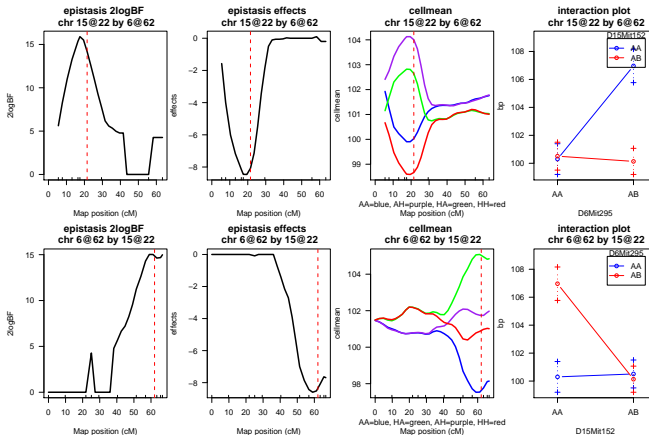 epistasis 2logBF
chr 15@22 by 6@62
2logBF
15
10
5
0
0 10 20 30 40 50 60
Map position (cM)
epistasis effects
chr 15@22 by 6@62
effects
0
−2
−4
−6
−8
0 10 20 30 40 50 60
Map position (cM)
cellmean
chr 15@22 by 6@62
cellmean
104
103
102
101
100
99
0 10 20 30 40 50 60
Map position (cM)
AA=blue, AH=purple, HA=green, HH=red
interaction plot
chr 15@22 by 6@62
D15Mit152
AA
AB
bp
108
106
104
102
100
AA AB
D6Mit295
epistasis 2logBF
chr 6@62 by 15@22
2logBF
15
10
5
0
0 10 20 30 40 50 60
Map position (cM)
epistasis effects
chr 6@62 by 15@22
effects
0
−2
−4
−6
−8
0 10 20 30 40 50 60
Map position (cM)
cellmean
chr 6@62 by 15@22
cellmean
104
102
100
98
0 10 20 30 40 50 60
Map position (cM)
AA=blue, HA=green, AH=purple, HH=red
interaction plot
chr 6@62 by 15@22
D6Mit295
AA
AB
bp
108
106
104
102
100
AA AB
D15Mit152